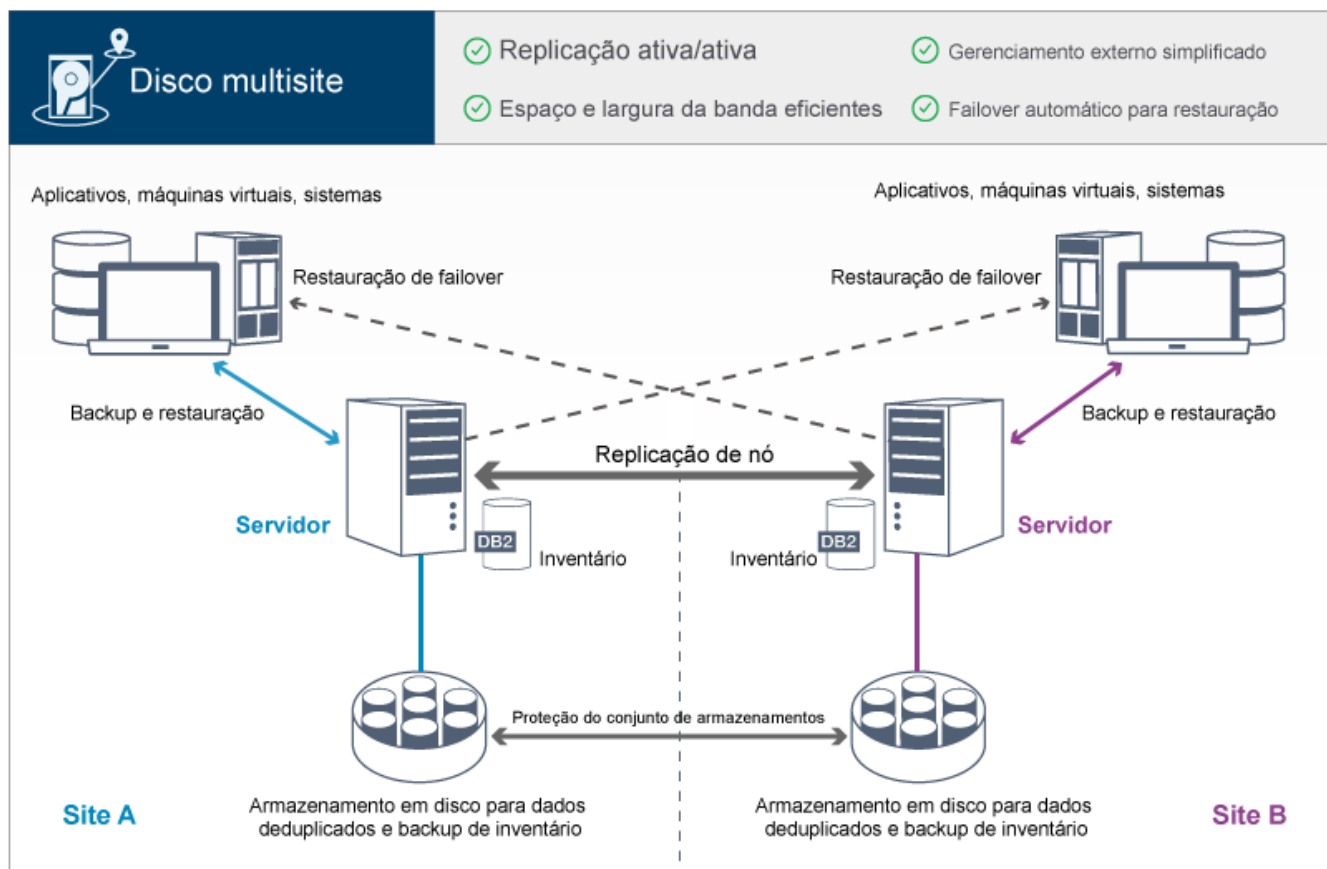 Disco multisite
Replicação ativa/ativa
Gerenciamento externo simplificado
Espaço e largura da banda eficientes
Failover automático para restauração
Aplicativos, máquinas virtuais, sistemas
Aplicativos, máquinas virtuais, sistemas
Restauração de failover
Restauração de failover
Backup e restauração
Backup e restauração
Replicação de nó
Servidor
Servidor
DB2
Inventário
Inventário
DB2
Proteção do conjunto de armazenamentos
Site A
Armazenamento em disco para dados
deduplicados e backup de inventário
Armazenamento em disco para dados
deduplicados e backup de inventário
Site B